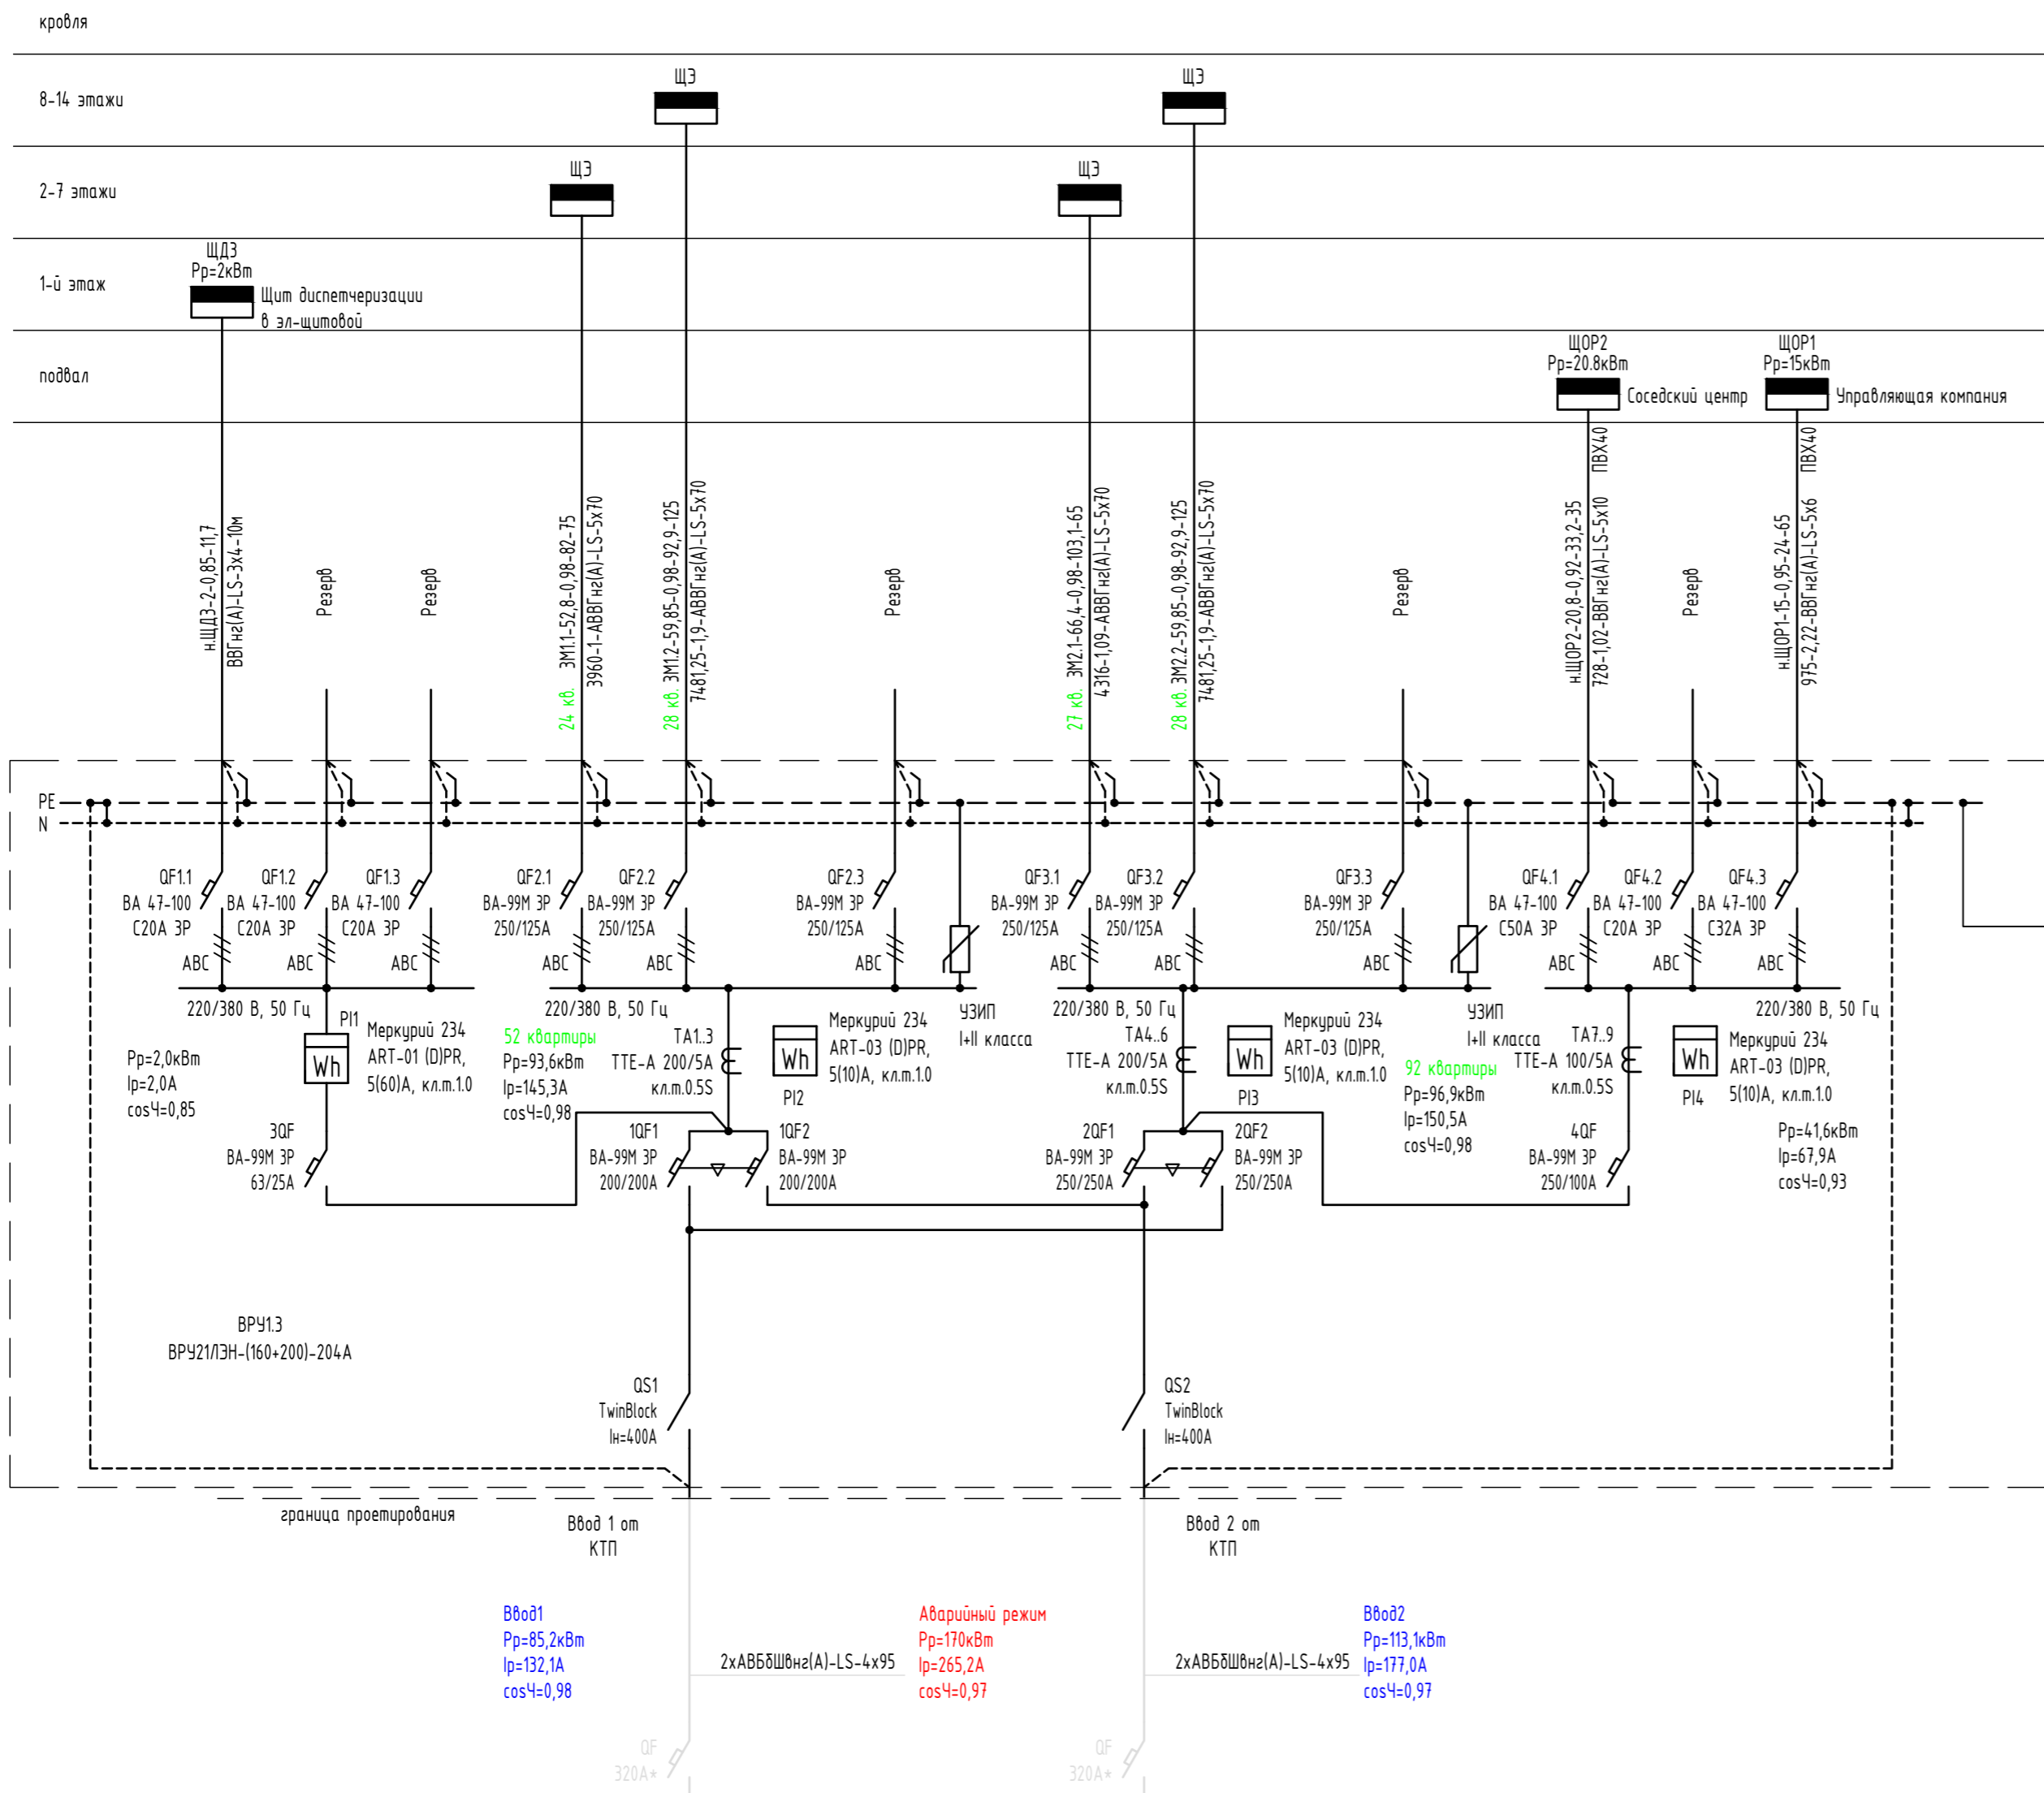 кровля
8-14 этажи
ЩЭ
ЩЭ
2-7 этажи
ЩЭ
ЩЭ
1-й этаж
ЩДЗ
Рр=2кВт
Щит диспетчеризации
в эл-щитовой
подвал
ЩОР2
Рр=20.8кВт
Соседский центр
ЩОР1
Рр=15кВт
Управляющая компания
н.ЩДЗ-2-0,85-11,7
ВВГнг(А)-LS-3х4-10м
Резерв
Резерв
24 кв.
3М1.1-52,8-0,98-82-75
3960-1-АВВГнг(А)-LS-5х70
28 кв.
3М1.2-59,85-0,98-92,9-125
7481,25-1,9-АВВГнг(А)-LS-5х70
Резерв
27 кв.
3М2.1-66,4-0,98-103,1-65
4316-1,09-АВВГнг(А)-LS-5х70
28 кв.
3М2.2-59,85-0,98-92,9-125
7481,25-1,9-АВВГнг(А)-LS-5х70
Резерв
н.ЩОР2-20,8-0,92-33,2-35
728-1,02-ВВГнг(А)-LS-5х10 ПВХ40
Резерв
н.ЩОР1-15-0,95-24-65
975-2,22-ВВГнг(А)-LS-5х6 ПВХ40
PE
N
QF1.1
ВА 47-100
С20А 3Р
АВС
QF1.2
ВА 47-100
С20А 3Р
АВС
QF1.3
ВА 47-100
С20А 3Р
АВС
QF2.1
ВА-99М 3Р
250/125А
АВС
QF2.2
ВА-99М 3Р
250/125А
АВС
QF2.3
ВА-99М 3Р
250/125А
АВС
QF3.1
ВА-99М 3Р
250/125А
АВС
QF3.2
ВА-99М 3Р
250/125А
АВС
QF3.3
ВА-99М 3Р
250/125А
АВС
QF4.1
ВА 47-100
С50А 3Р
АВС
QF4.2
ВА 47-100
С20А 3Р
АВС
QF4.3
ВА 47-100
С32А 3Р
АВС
220/380 В, 50 Гц
PI1
Wh
Меркурий 234
ART-01 (D)PR,
5(60)А, кл.т.1.0
Рр=2,0кВт
Iр=2,0А
cosЧ=0,85
220/380 В, 50 Гц
52 квартиры
Рр=93,6кВт
Iр=145,3А
cosЧ=0,98
ТА1..3
ТТЕ-А 200/5А
кл.т.0.5S
Wh
PI2
Меркурий 234
ART-03 (D)PR,
5(10)А, кл.т.1.0
УЗИП
I+II класса
220/380 В, 50 Гц
ТА4..6
ТТЕ-А 200/5А
кл.т.0.5S
Wh
PI3
Меркурий 234
ART-03 (D)PR,
5(10)А, кл.т.1.0
УЗИП
I+II класса
92 квартиры
Рр=96,9кВт
Iр=150,5А
cosЧ=0,98
ТА7..9
ТТЕ-А 100/5А
кл.т.0.5S
220/380 В, 50 Гц
Wh
PI4
Меркурий 234
ART-03 (D)PR,
5(10)А, кл.т.1.0
Рр=41,6кВт
Iр=67,9А
cosЧ=0,93
3QF
ВА-99М 3Р
63/25А
1QF1
ВА-99М 3Р
200/200А
1QF2
ВА-99М 3Р
200/200А
2QF1
ВА-99М 3Р
250/250А
2QF2
ВА-99М 3Р
250/250А
4QF
ВА-99М 3Р
250/100А
ВРУ1.3
ВРУ21ЛЭН-(160+200)-204А
QS1
TwinBlock
Iн=400А
QS2
TwinBlock
Iн=400А
граница проетирования
Ввод 1 от
КТП
Ввод 2 от
КТП
Ввод1
Рр=85,2кВт
Iр=132,1А
cosЧ=0,98
2хАВБбШвнг(А)-LS-4х95
Аварийный режим
Рр=170кВт
Iр=265,2А
cosЧ=0,97
2хАВБбШвнг(А)-LS-4х95
Ввод2
Рр=113,1кВт
Iр=177,0А
cosЧ=0,97
QF
320А*
QF
320А*